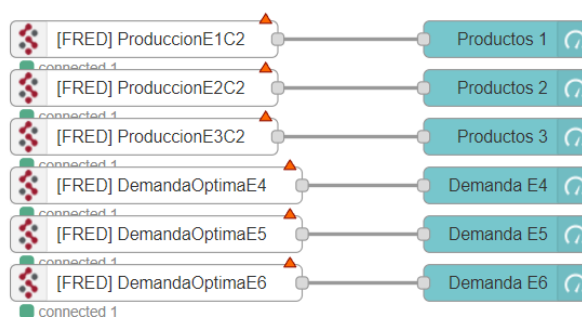 [FRED] ProduccionE1C2 Productos 1
connected 1
[FRED] ProduccionE2C2 Productos 2
connected 1
[FRED] ProduccionE3C2 Productos 3
connected 1
[FRED] DemandaOptimaE4 Demanda E4
connected 1
[FRED] DemandaOptimaE5 Demanda E5
connected 1
[FRED] DemandaOptimaE6 Demanda E6
connected 1